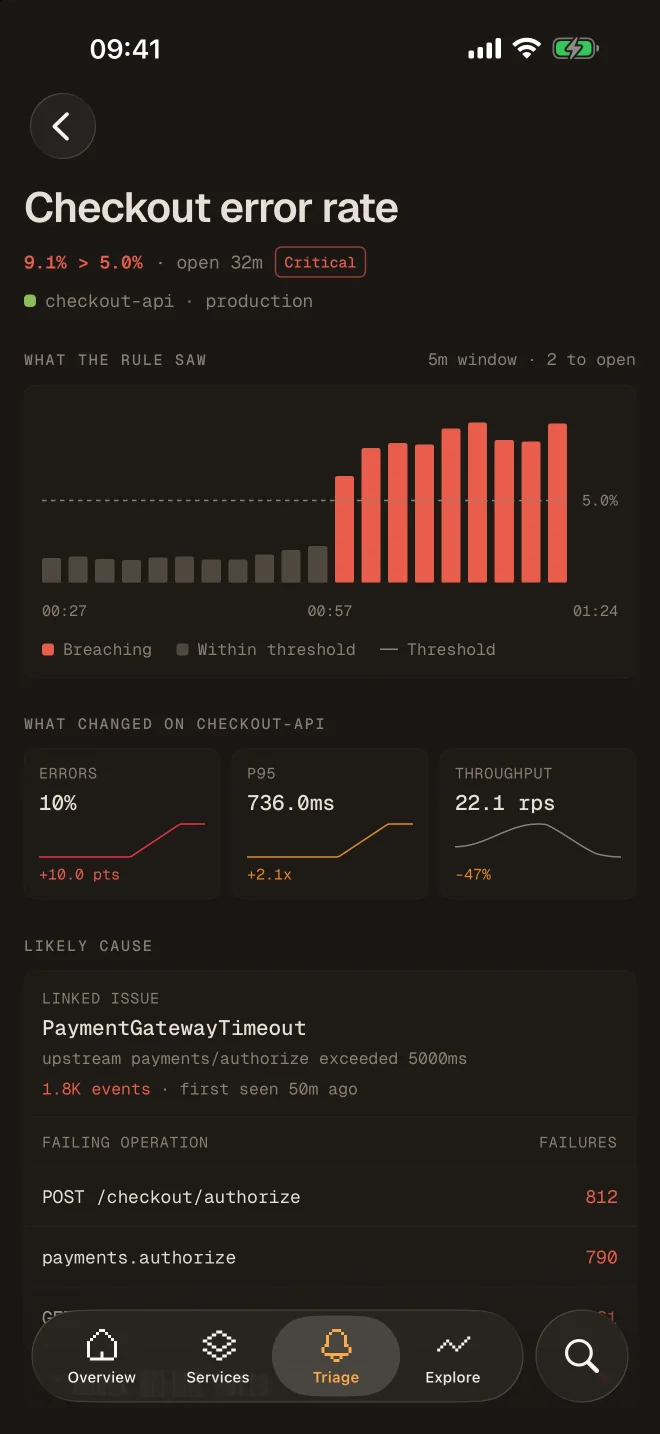 09:41
Checkout error rate
9.1% > 5.0% · open 32m Critical
checkout-api · production
WHAT THE RULE SAW 5m window · 2 to open
5.0%
00:27 00:57 01:24
Breaching Within threshold Threshold
WHAT CHANGED ON CHECKOUT-API
ERRORS P95 THROUGHPUT
10% 736.0ms 22.1 rps
+10.0 pts +2.1x -47%
LIKELY CAUSE
LINKED ISSUE
PaymentGatewayTimeout
upstream payments/authorize exceeded 5000ms
1.8K events · first seen 50m ago
FAILING OPERATION FAILURES
POST /checkout/authorize 812
payments.authorize 790
Overview Services Triage Explore